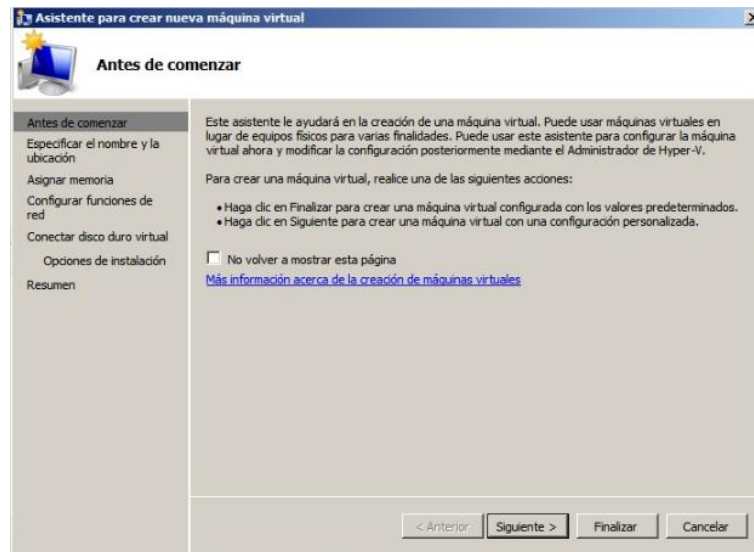 Asistente para crear nueva máquina virtual
Antes de comenzar
Antes de comenzar
Especificar el nombre y la
ubicación
Asignar memoria
Configurar funciones de
red
Conectar disco duro virtual
Opciones de instalación
Resumen
Este asistente le ayudará en la creación de una máquina virtual. Puede usar máquinas virtuales en
lugar de equipos físicos para varias finalidades. Puede usar este asistente para configurar la máquina
virtual ahora y modificar la configuración posteriormente mediante el Administrador de Hyper-V.
Para crear una máquina virtual, realice una de las siguientes acciones:
• Haga clic en Finalizar para crear una máquina virtual configurada con los valores predeterminados.
• Haga clic en Siguiente para crear una máquina virtual con una configuración personalizada.
No volver a mostrar esta página
Más información acerca de la creación de máquinas virtuales
< Anterior Siguiente > Finalizar Cancelar